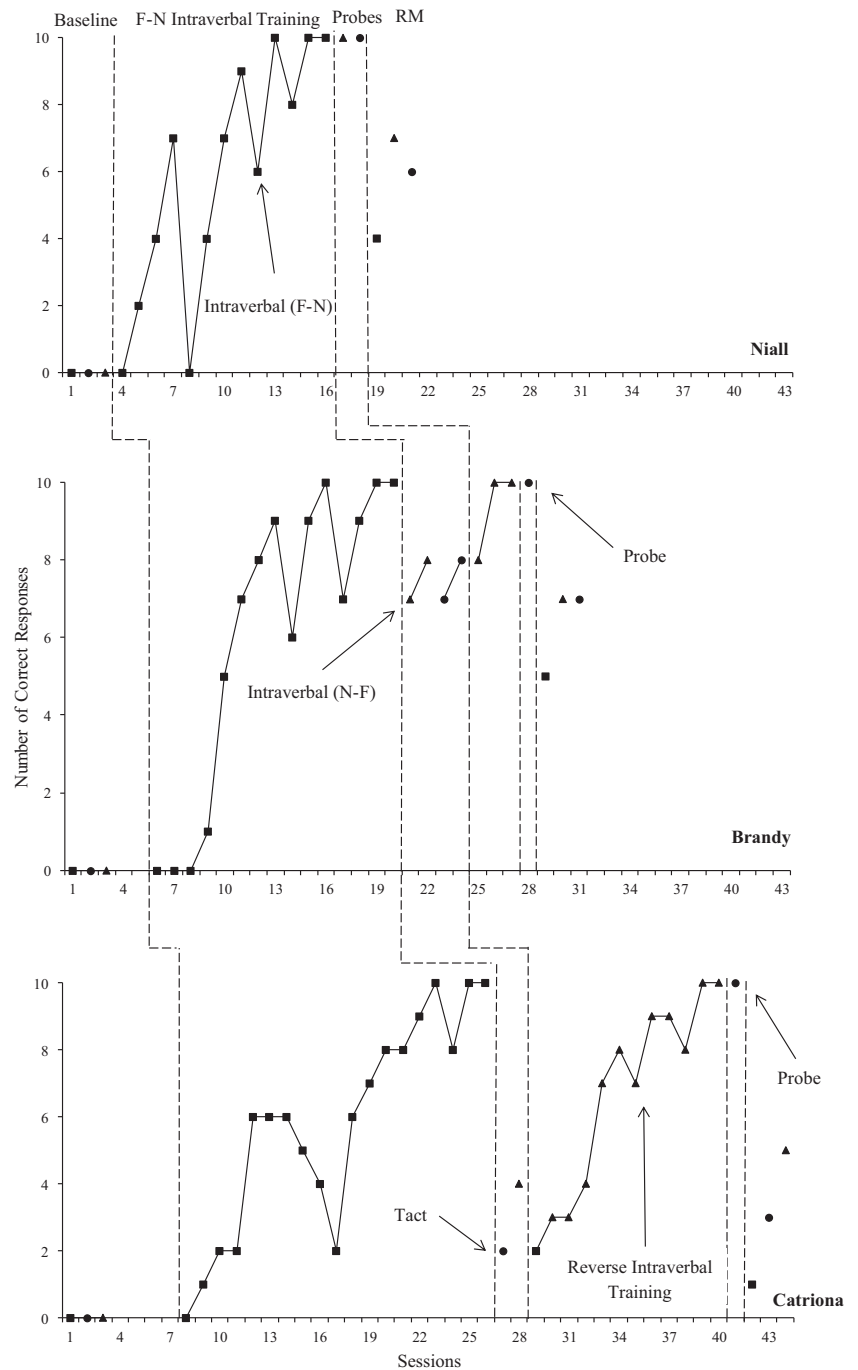 Baseline F-N Intraverbal Training Probes RM
10
8
6
4
2
0
Intraverbal (F-N)
Niall
1 4 7 10 13 16 19 22 25 28 31 34 37 40 43
Number of Correct Responses
10
8
6
4
2
0
Probe
Intraverbal (N-F)
Brandy
1 4 7 10 13 16 19 22 25 28 31 34 37 40 43
10
8
6
4
2
0
Probe
Tact
Reverse Intraverbal
Training
Catriona
1 4 7 10 13 16 19 22 25 28 31 34 37 40 43
Sessions